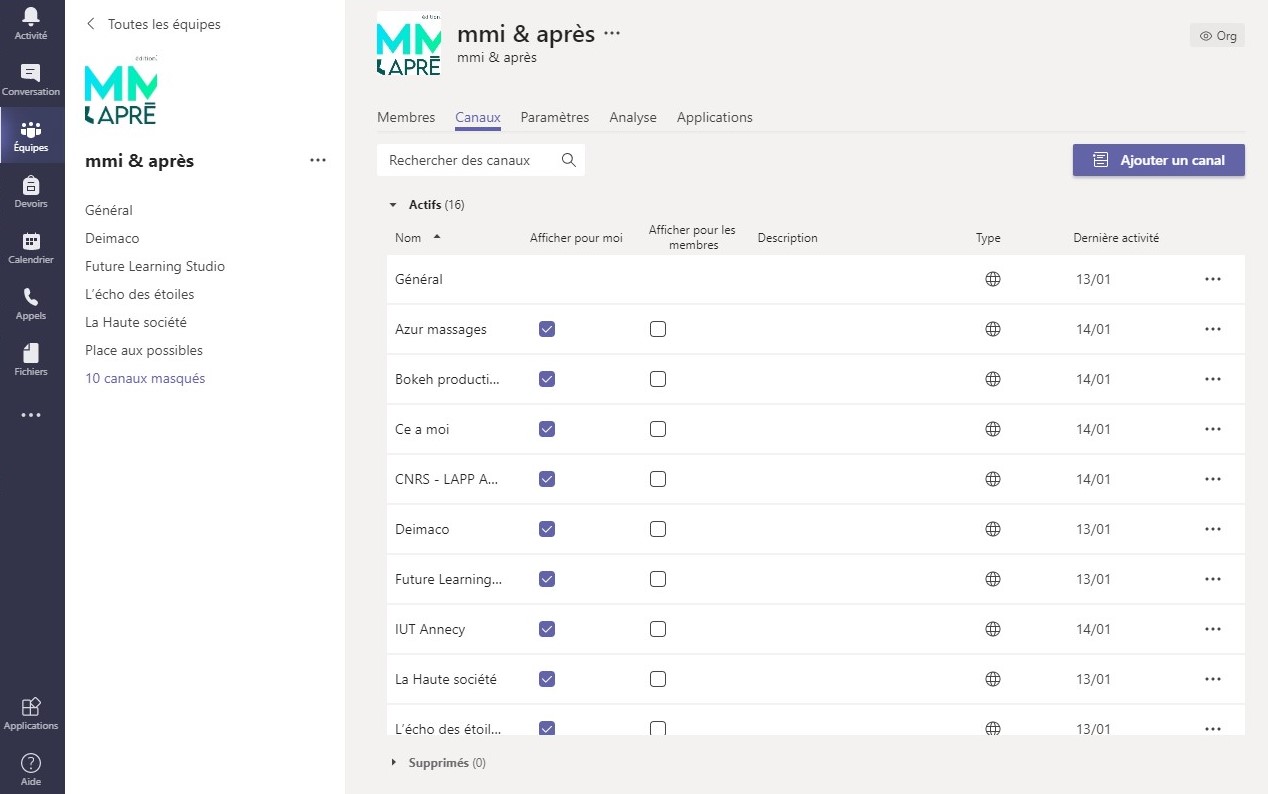 Activité
Conversation
Équipes
Devoirs
Calendrier
Appels
Fichiers
Applications
Aide
Toutes les équipes
édition
MM
& APRÈ
mmi & après
Général
Deimaco
Future Learning Studio
L'écho des étoiles
La Haute société
Place aux possibles
10 canaux masqués
édition
MM
& APRÈ
mmi & après
mmi & après
Org
Membres Canaux Paramètres Analyse Applications
Rechercher des canaux
Ajouter un canal
Actifs (16)
Nom Afficher pour moi Afficher pour les membres Description Type Dernière activité
Général 13/01
Azur massages 14/01
Bokeh producti... 14/01
Ce a moi 14/01
CNRS - LAPP A... 14/01
Deimaco 13/01
Future Learning... 13/01
IUT Annecy 14/01
La Haute société 13/01
L'écho des étoil... 13/01
Supprimés (0)